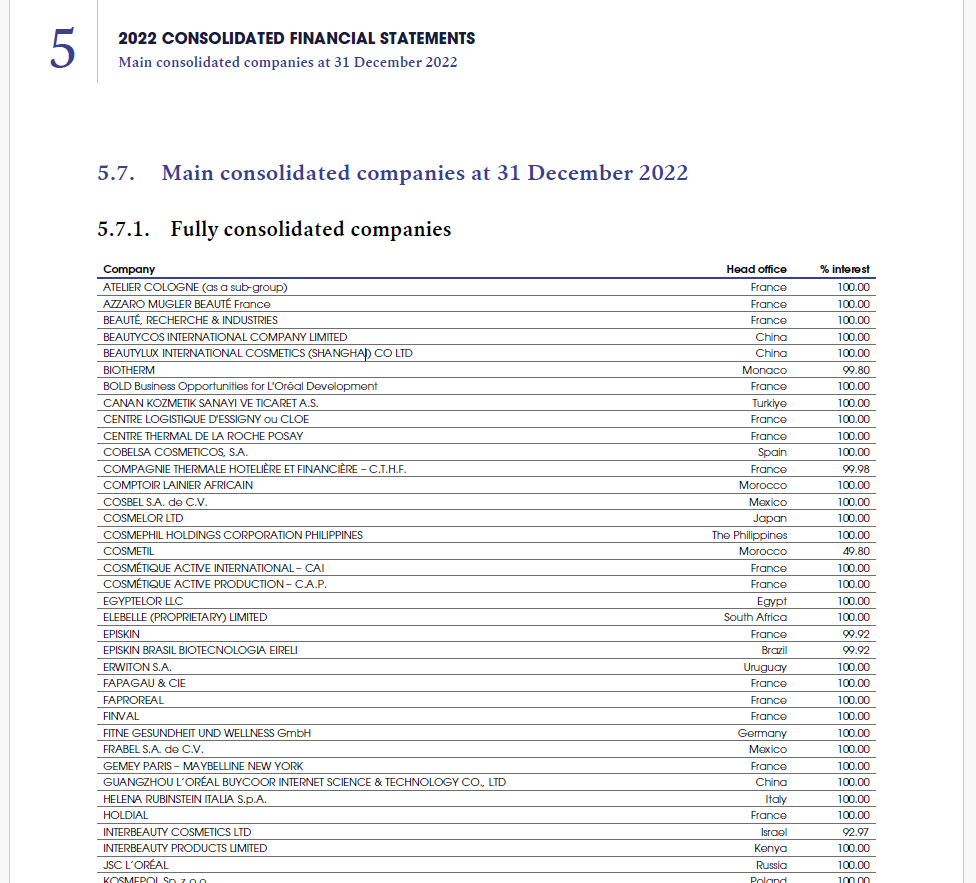 5
2022 CONSOLIDATED FINANCIAL STATEMENTS
Main consolidated companies at 31 December 2022
5.7. Main consolidated companies at 31 December 2022
5.7.1. Fully consolidated companies
Company Head office % interest
ATELIER COLOGNE (as a sub-group) France 100.00
AZZARO MUGLER BEAUTÉ France France 100.00
BEAUTÉ, RECHERCHE & INDUSTRIES France 100.00
BEAUTYCOS INTERNATIONAL COMPANY LIMITED China 100.00
BEAUTYLUX INTERNATIONAL COSMETICS (SHANGHAI) CO LTD China 100.00
BIOTHERM Monaco 99.80
BOLD Business Opportunities for L'Oréal Development France 100.00
CANAN KOZMETIK SANAYI VE TICARET A.S. Turkiye 100.00
CENTRE LOGISTIQUE D'ESSIGNY ou CLOE France 100.00
CENTRE THERMAL DE LA ROCHE POSAY France 100.00
COBELSA COSMETICOS, S.A. Spain 100.00
COMPAGNIE THERMALE HOTELIÈRE ET FINANCIÈRE – C.T.H.F. France 99.98
COMPTOIR LAINIER AFRICAIN Morocco 100.00
COSBEL S.A. de C.V. Mexico 100.00
COSMELOR LTD Japan 100.00
COSMEPHIL HOLDINGS CORPORATION PHILIPPINES The Philippines 100.00
COSMETIL Morocco 49.80
COSMÉTIQUE ACTIVE INTERNATIONAL – CAI France 100.00
COSMÉTIQUE ACTIVE PRODUCTION – C.A.P. France 100.00
EGYPTELOR LLC Egypt 100.00
ELEBELLE (PROPRIETARY) LIMITED South Africa 100.00
EPISKIN France 99.92
EPISKIN BRASIL BIOTECNOLOGIA EIRELI Brazil 99.92
ERWITON S.A. Uruguay 100.00
FAPAGAU & CIE France 100.00
FAPROREAL France 100.00
FINVAL France 100.00
FITNE GESUNDHEIT UND WELLNESS GmbH Germany 100.00
FRABEL S.A. de C.V. Mexico 100.00
GEMEY PARIS – MAYBELLINE NEW YORK France 100.00
GUANGZHOU L'ORÉAL BUYCOOR INTERNET SCIENCE & TECHNOLOGY CO., LTD China 100.00
HELENA RUBINSTEIN ITALIA S.p.A. Italy 100.00
HOLDIAL France 100.00
INTERBEAUTY COSMETICS LTD Israel 92.97
INTERBEAUTY PRODUCTS LIMITED Kenya 100.00
JSC L'ORÉAL Russia 100.00
KOSMEPOL Sp. z.o.o. Poland 100.00